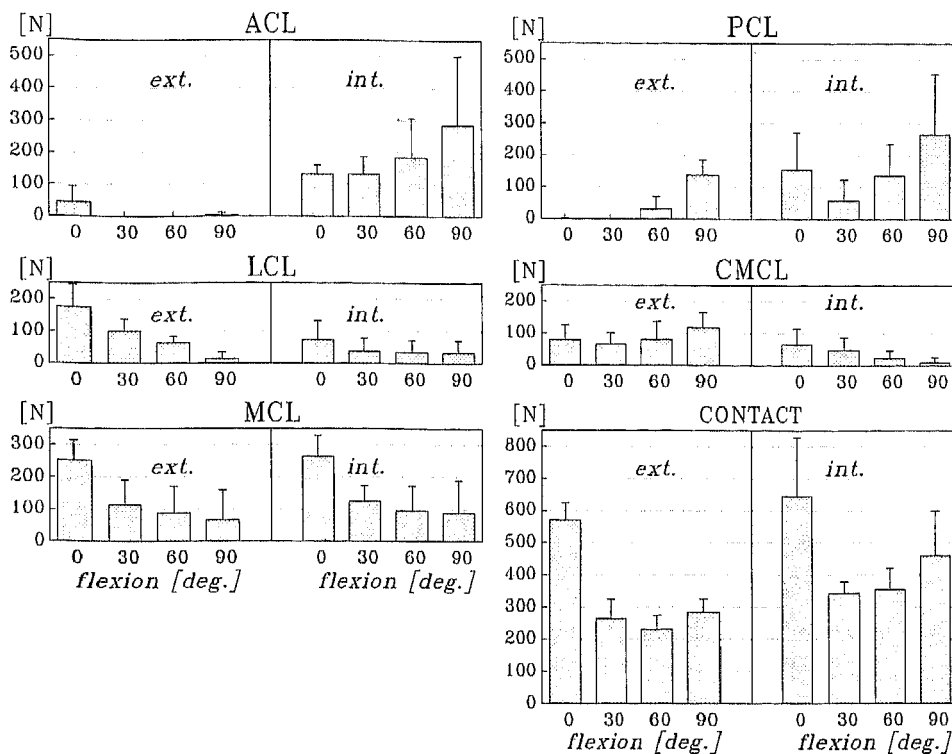 [N] ACL
500
400
300
200
100
0
ext. int.
0 30 60 90 0 30 60 90
[N] LCL
200
100
0
ext. int.
0 30 60 90 0 30 60 90
[N] MCL
300
200
100
0
ext. int.
0 30 60 90 0 30 60 90
flexion [deg.] flexion [deg.]
[N] PCL
500
400
300
200
100
0
ext. int.
0 30 60 90 0 30 60 90
[N] CMCL
200
100
0
ext. int.
0 30 60 90 0 30 60 90
[N] CONTACT
800
700
600
500
400
300
200
100
0
ext. int.
0 30 60 90 0 30 60 90
flexion [deg.] flexion [deg.]